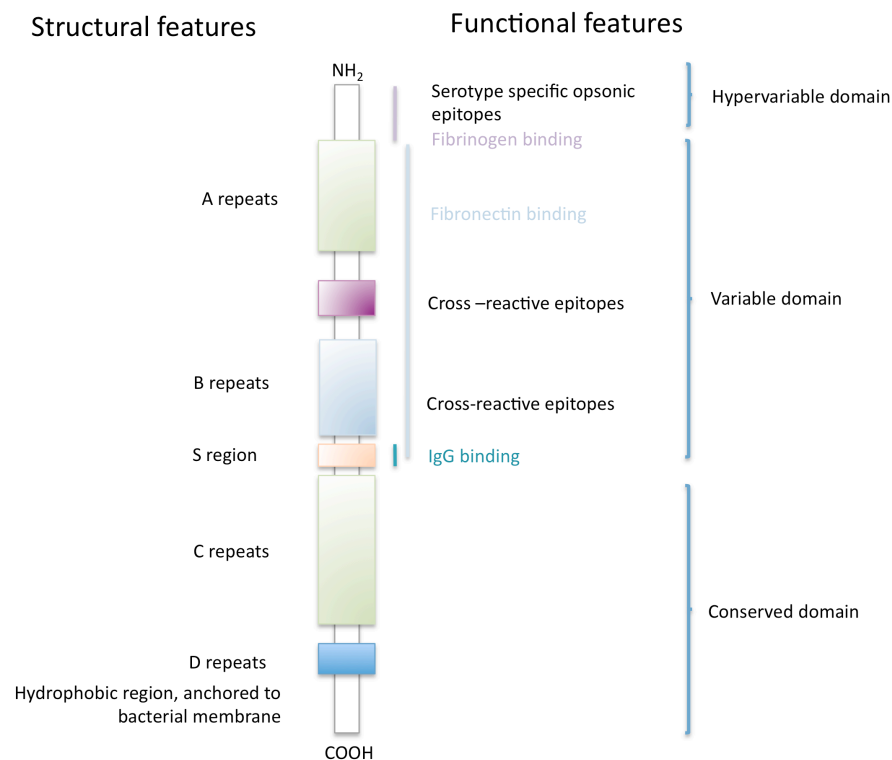 Structural features
Functional features
NH2
Serotype specific opsonic
epitopes
Hypervariable domain
Fibrinogen binding
A repeats
Fibronectin binding
Cross –reactive epitopes
Variable domain
B repeats
Cross-reactive epitopes
S region
IgG binding
C repeats
Conserved domain
D repeats
Hydrophobic region, anchored to
bacterial membrane
COOH